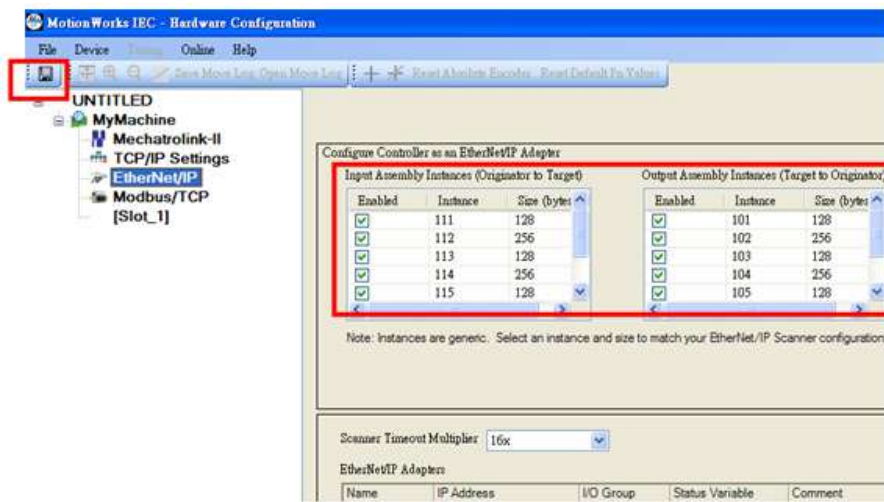 MotionWorks IEC - Hardware Configuration
File Device Online Help
Save Move Log Open Move Log Reset Absolute Encoder Reset Default Pn Values
UNTITLED
MyMachine
Mechatrolink-II
TCP/IP Settings
EtherNet/IP
Modbus/TCP
[Slot_1]
Configure Controller as an EtherNet/IP Adapter
Input Assembly Instances (Originator to Target) Output Assembly Instances (Target to Originator)
Enabled Instance Size (bytes Enabled Instance Size (bytes
111 128 101 128
112 256 102 256
113 128 103 128
114 256 104 256
115 128 105 128
Note: Instances are generic. Select an instance and size to match your EtherNet/IP Scanner configuration
Scanner Timeout Multiplier 16x
EtherNet/IP Adapters
Name IP Address I/O Group Status Variable Comment